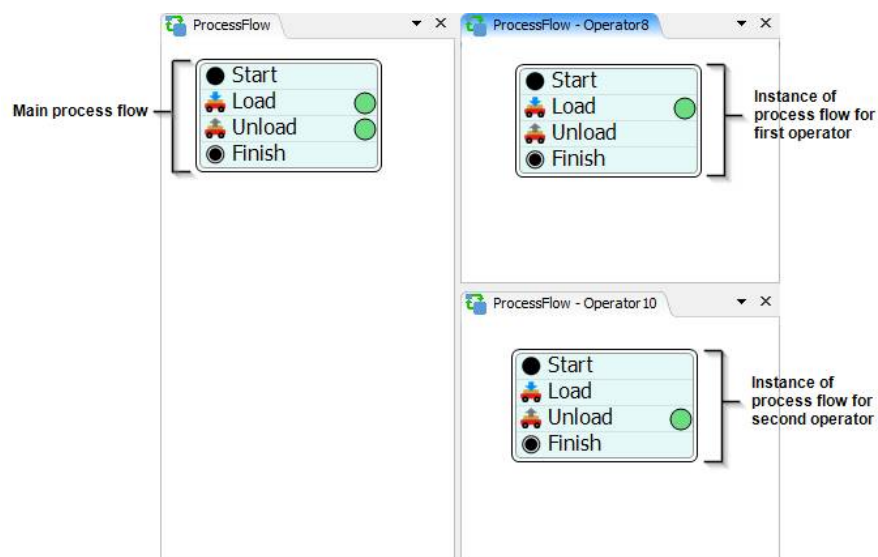 ProcessFlow
Start
Load
Unload
Finish
Main process flow
ProcessFlow - Operator8
Start
Load
Unload
Finish
Instance of
process flow for
first operator
ProcessFlow - Operator10
Start
Load
Unload
Finish
Instance of
process flow for
second operator